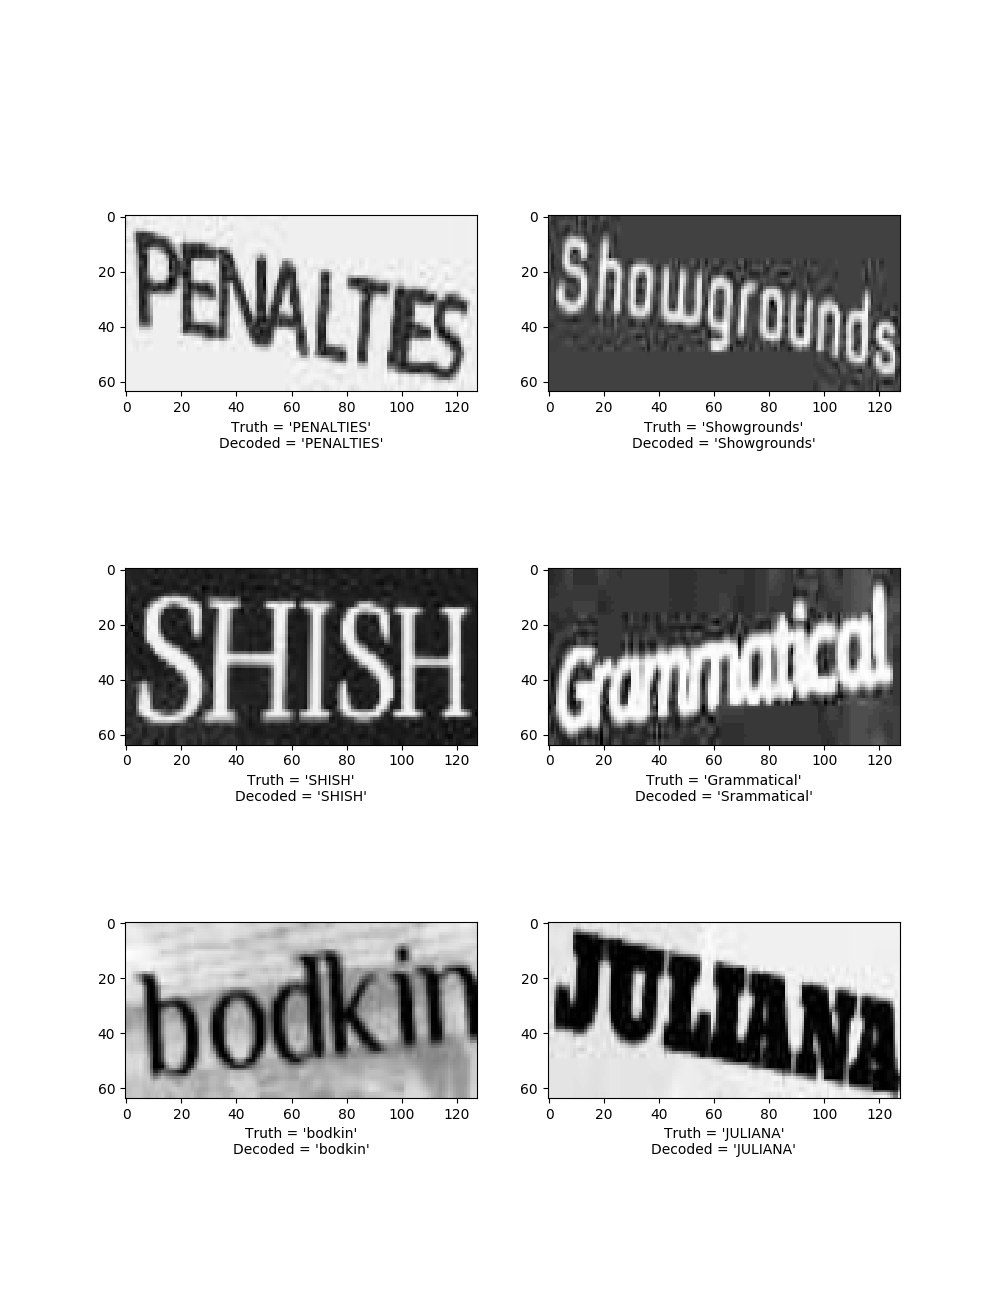 PENALTIES
0
20
40
60
0 20 40 60 80 100 120
Truth = 'PENALTIES'
Decoded = 'PENALTIES'
Showgrounds
0
20
40
60
0 20 40 60 80 100 120
Truth = 'Showgrounds'
Decoded = 'Showgrounds'
SHISH
0
20
40
60
0 20 40 60 80 100 120
Truth = 'SHISH'
Decoded = 'SHISH'
Grammatical
0
20
40
60
0 20 40 60 80 100 120
Truth = 'Grammatical'
Decoded = 'Srammatical'
bodkin
0
20
40
60
0 20 40 60 80 100 120
Truth = 'bodkin'
Decoded = 'bodkin'
JULIANA
0
20
40
60
0 20 40 60 80 100 120
Truth = 'JULIANA'
Decoded = 'JULIANA'